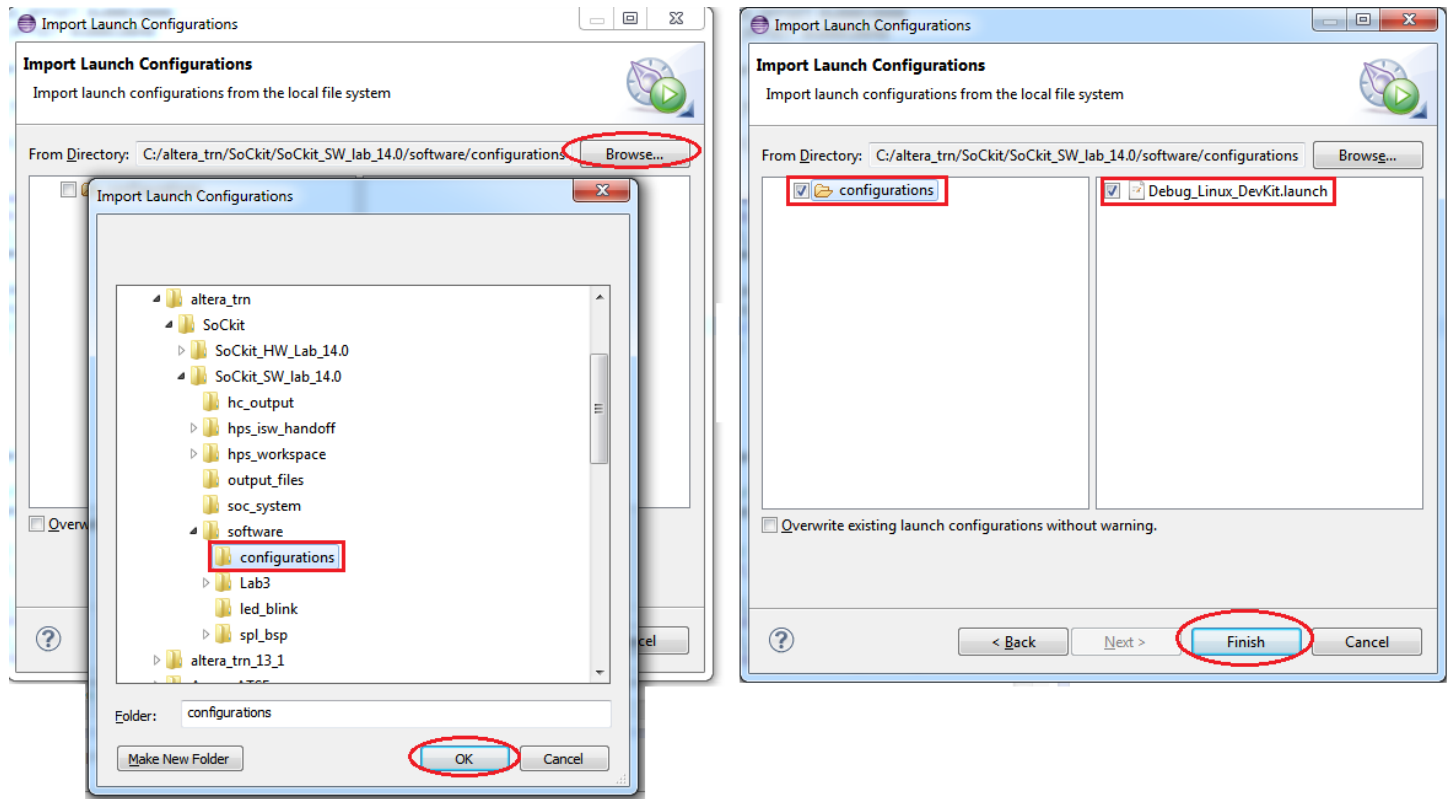 Import Launch Configurations
Import Launch Configurations
Import launch configurations from the local file system
From Directory: C:/altera_trn/SoCkit/SoCkit_SW_lab_14.0/software/configurations Browse...
Import Launch Configurations
altera_trn
SoCkit
SoCkit_HW_Lab_14.0
SoCkit_SW_lab_14.0
hc_output
hps_isw_handoff
hps_workspace
output_files
soc_system
software
configurations
Lab3
led_blink
spl_bsp
altera_trn_13_1
Overw
cel
Folder: configurations
Make New Folder OK Cancel
Import Launch Configurations
Import Launch Configurations
Import launch configurations from the local file system
From Directory: C:/altera_trn/SoCkit/SoCkit_SW_lab_14.0/software/configurations Browse...
configurations Debug_Linux_DevKit.launch
Overwrite existing launch configurations without warning.
< Back Next > Finish Cancel